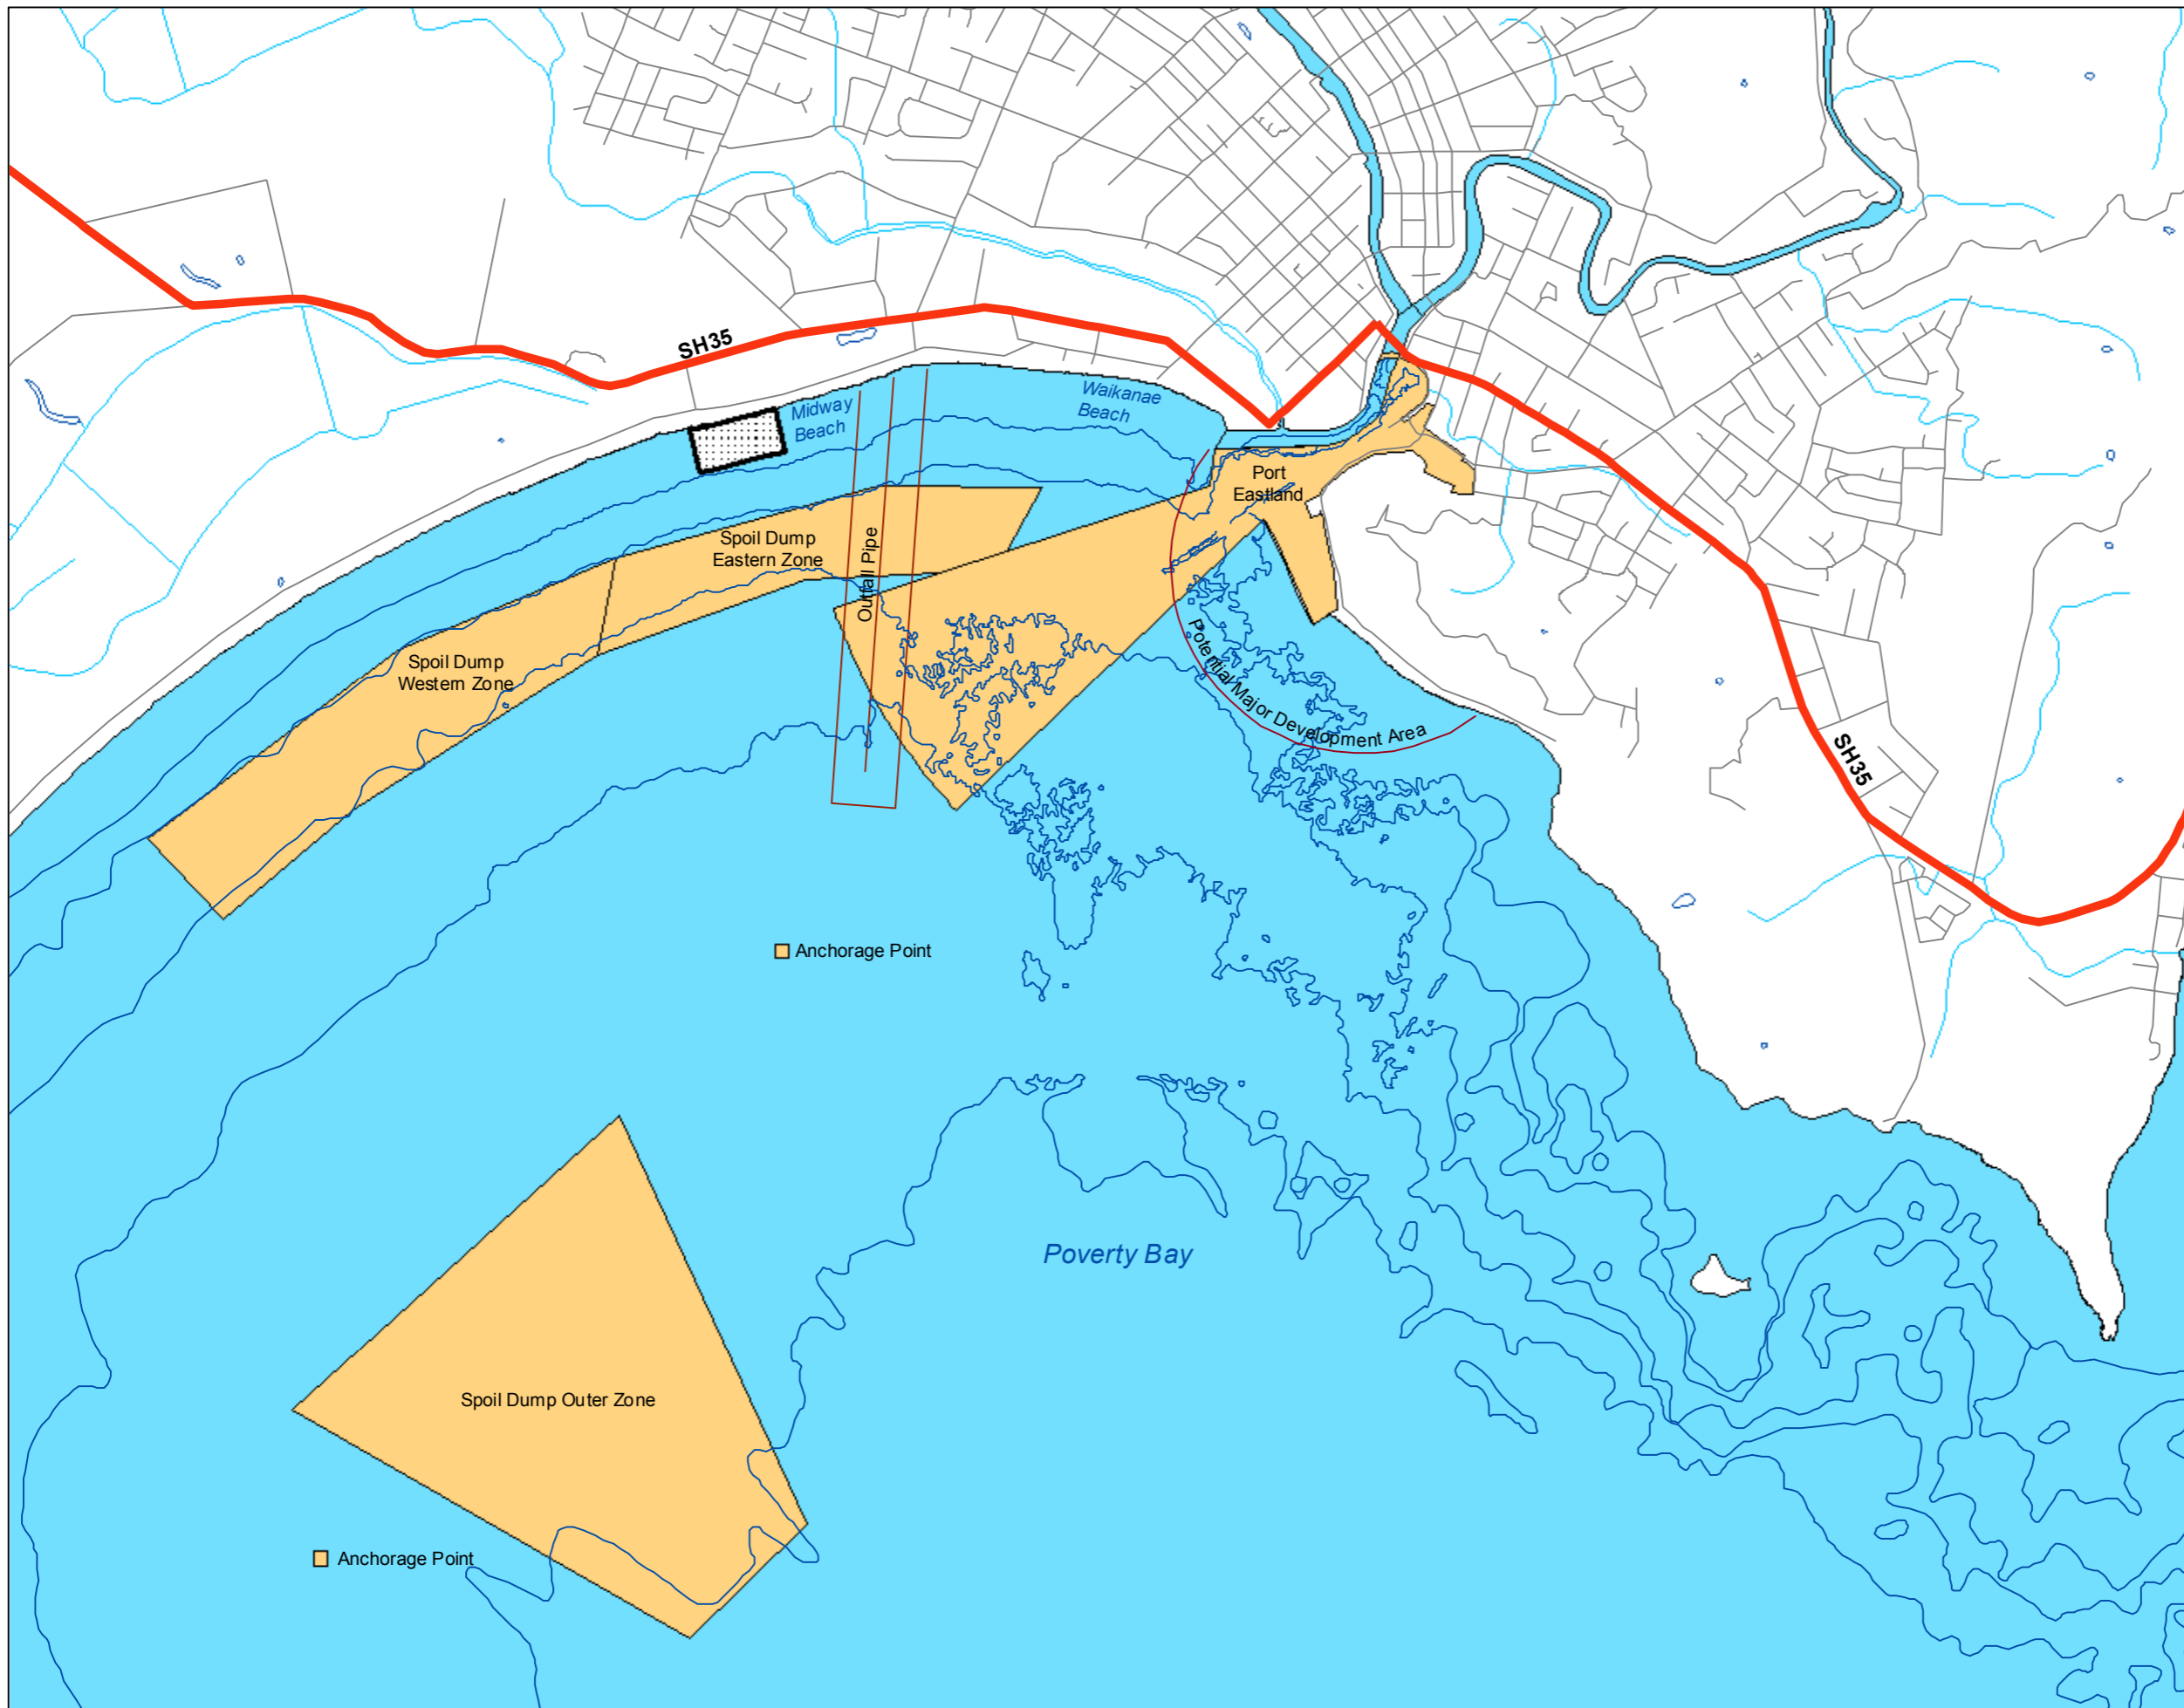 SH35
Midway
Beach
Waikanae
Beach
Port
Eastland
Spoil Dump
Eastern Zone
Outfall Pipe
Spoil Dump
Western Zone
Potential Major Development Area
SH35
Anchorage Point
Poverty Bay
Spoil Dump Outer Zone
Anchorage Point